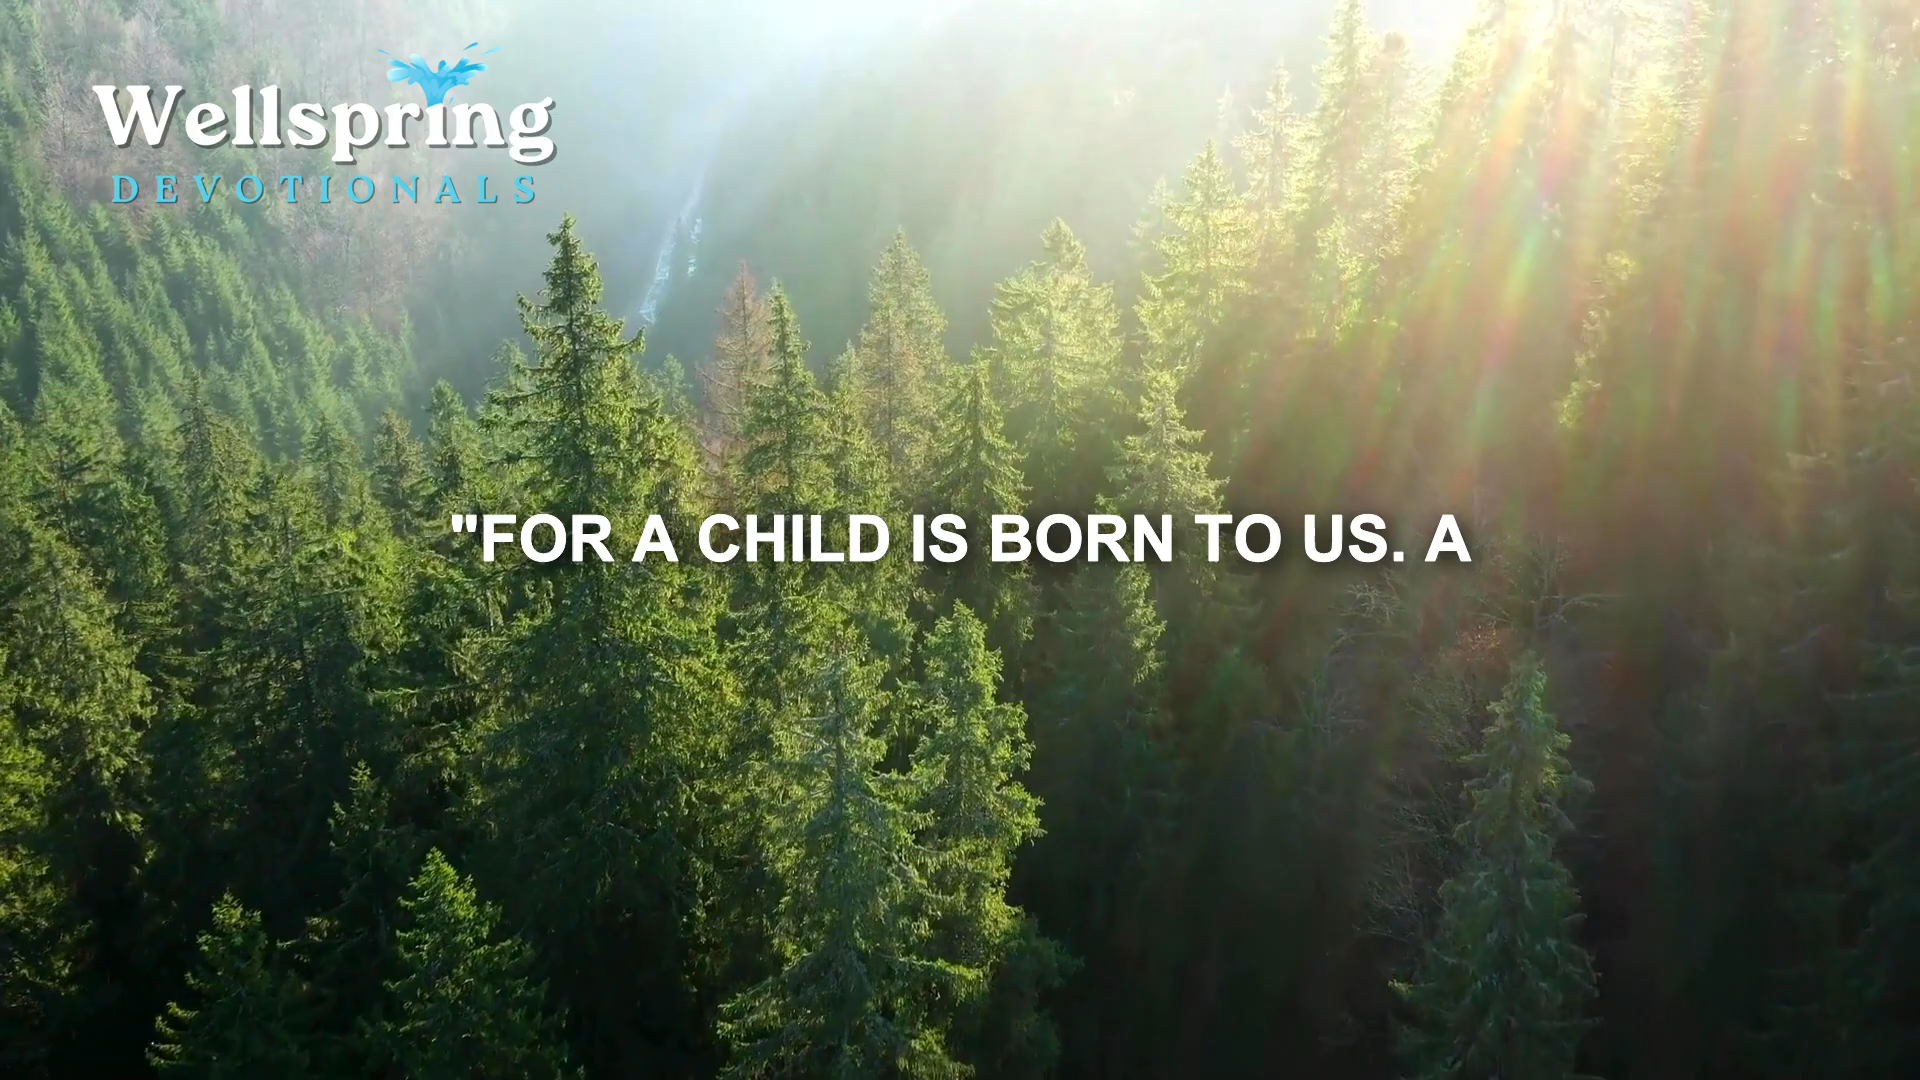 Wellspring
DEVOTIONALS
"FOR A CHILD IS BORN TO US. A